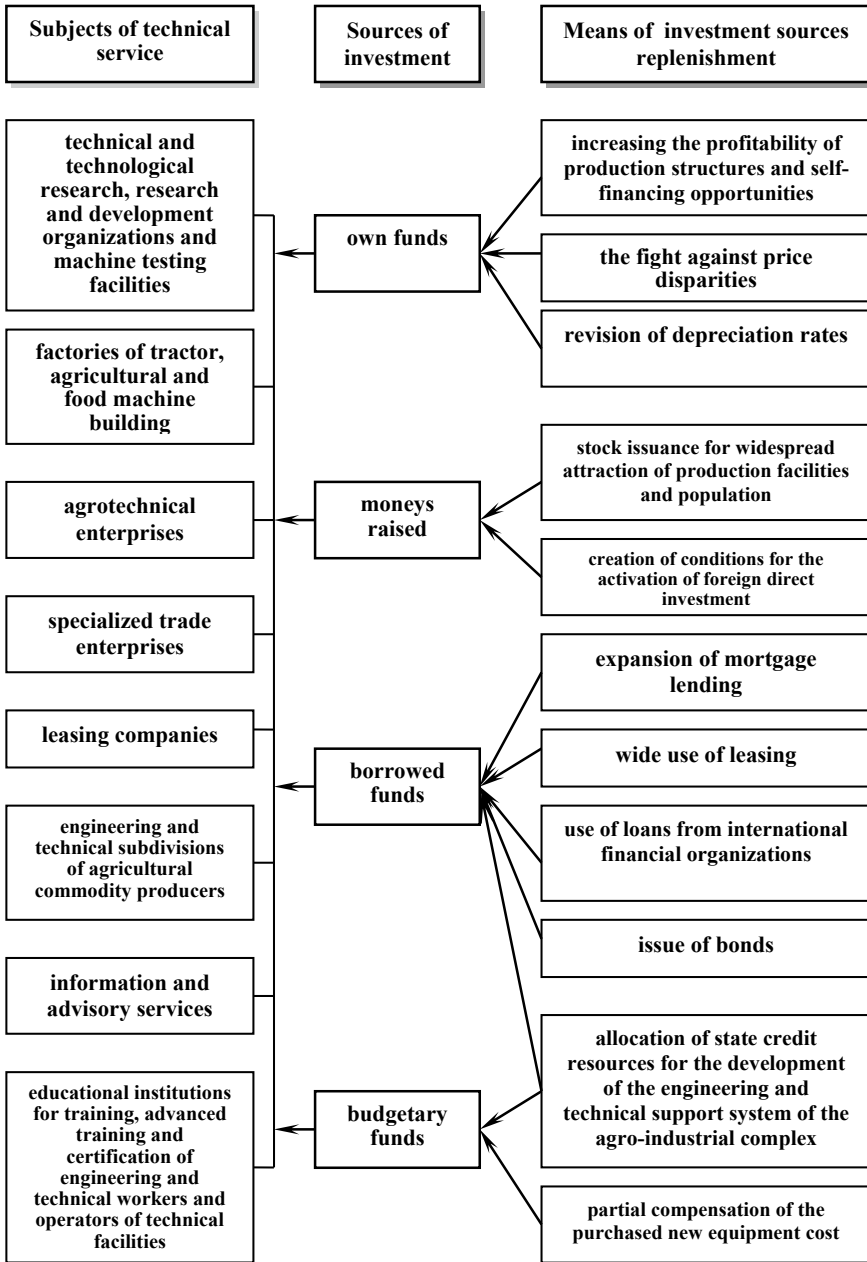 Subjects of technical
service
Sources of
investment
Means of investment sources
replenishment
technical and
technological
research, research
and development
organizations and
machine testing
facilities
factories of tractor,
agricultural and
food machine
building
agrotechnical
enterprises
specialized trade
enterprises
leasing companies
engineering and
technical subdivisions
of agricultural
commodity producers
information and
advisory services
educational institutions
for training, advanced
training and
certification of
engineering and
technical workers and
operators of technical
facilities
own funds
moneys
raised
borrowed
funds
budgetary
funds
increasing the profitability of
production structures and self-
financing opportunities
the fight against price
disparities
revision of depreciation rates
stock issuance for widespread
attraction of production facilities
and population
creation of conditions for the
activation of foreign direct
investment
expansion of mortgage
lending
wide use of leasing
use of loans from international
financial organizations
issue of bonds
allocation of state credit
resources for the development
of the engineering and
technical support system of the
agro-industrial complex
partial compensation of the
purchased new equipment cost